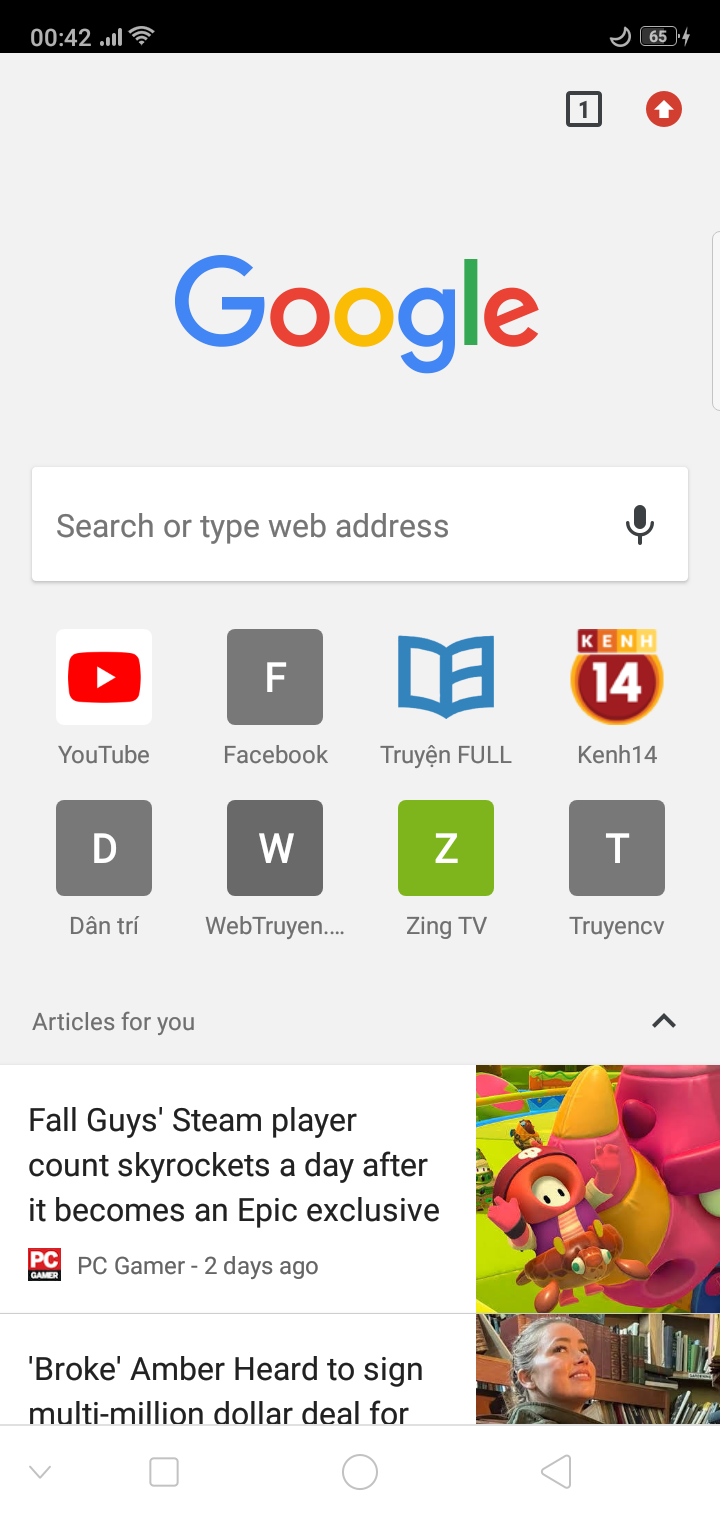 00:42
65
1
Google
Search or type web address
YouTube
F
Facebook
Truyện FULL
KENH
14
Kenh14
D
Dân trí
W
WebTruyen....
Z
Zing TV
T
Truyencv
Articles for you
Fall Guys' Steam player
count skyrockets a day after
it becomes an Epic exclusive
PC
GAMER
PC Gamer - 2 days ago
'Broke' Amber Heard to sign
multi-million dollar deal for